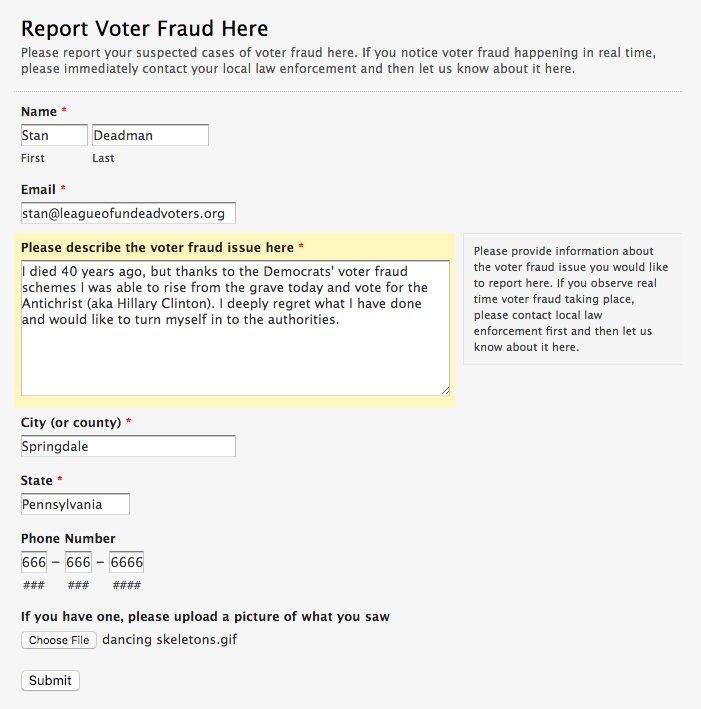 Report Voter Fraud Here
Please report your suspected cases of voter fraud here. If you notice voter fraud happening in real time,
please immediately contact your local law enforcement and then let us know about it here.
Name *
Stan Deadman
First Last
Email *
stan@leagueofundeadvoters.org
Please describe the voter fraud issue here *
I died 40 years ago, but thanks to the Democrats' voter fraud
schemes I was able to rise from the grave today and vote for the
Antichrist (aka Hillary Clinton). I deeply regret what I have done
and would like to turn myself in to the authorities.
Please provide information about
the voter fraud issue you would like
to report here. If you observe real
time voter fraud taking place,
please contact local law
enforcement first and then let us
know about it here.
City (or county) *
Springdale
State *
Pennsylvania
Phone Number
666 – 666 – 6666
### ### ####
If you have one, please upload a picture of what you saw
Choose File dancing skeletons.gif
Submit